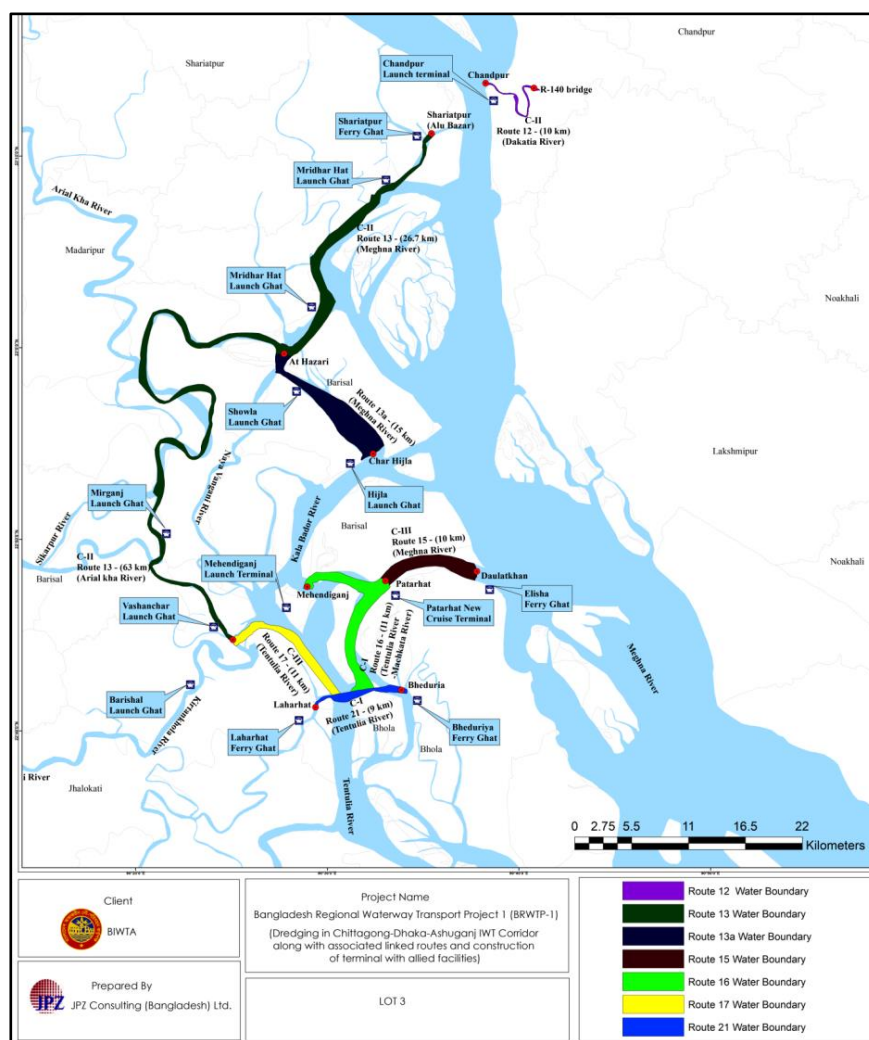 Shariatpur
Chandpur
Chandpur
Launch terminal
Chandpur
R-140 bridge
C-II
Route 12 - (10 km)
(Dakatia River)
Shariatpur
Ferry Ghat
Shariatpur
(Alu Bazar)
Mridhar Hat
Launch Ghat
Arial Kha River
C-II
Route 13 - (26.7 km)
(Meghna River)
Madaripur
Mridhar Hat
Launch Ghat
Noakhali
At Hazari
Barisal
Route 13a - (15 km)
(Meghna River)
Showla
Launch Ghat
Naya Vangani River
Char Hijla
Lakshmipur
Hijla
Launch Ghat
Mirganj
Launch Ghat
Sikarpur River
Kala Bador River
Barisal
C-III
Route 15 - (10 km)
(Meghna River)
C-II
Route 13 - (63 km)
(Arial kha River)
Barisal
Noakhali
Mehendiganj
Launch Terminal
Mehendiganj
Patarhat
Daulatkhan
Elisha
Ferry Ghat
Patarhat New
Cruise Terminal
Vashanchar
Launch Ghat
C-III
Route 17 - (11 km)
(Tentulia River)
C-I
Route 16 - (11 km)
(Tentulia River
-Machkata River)
Meghna River
Barishal
Launch Ghat
Kirtankhola River
Laharhat
Bheduria
C-I
Route 21 - (9 km)
(Tentulia River)
Laharhat
Ferry Ghat
Bhola
Bhola
Bheduriya
Ferry Ghat
i River
Jhalokati
Tentulia River
0 2.75 5.5 11 16.5 22
Kilometers
Client
BIWTA
Prepared By
JPZ
JPZ Consulting (Bangladesh) Ltd.
Project Name
Bangladesh Regional Waterway Transport Project 1 (BRWTP-1)
(Dredging in Chittagong-Dhaka-Ashuganj IWT Corridor
along with associated linked routes and construction
of terminal with allied facilities)
LOT 3
Route 12 Water Boundary
Route 13 Water Boundary
Route 13a Water Boundary
Route 15 Water Boundary
Route 16 Water Boundary
Route 17 Water Boundary
Route 21 Water Boundary